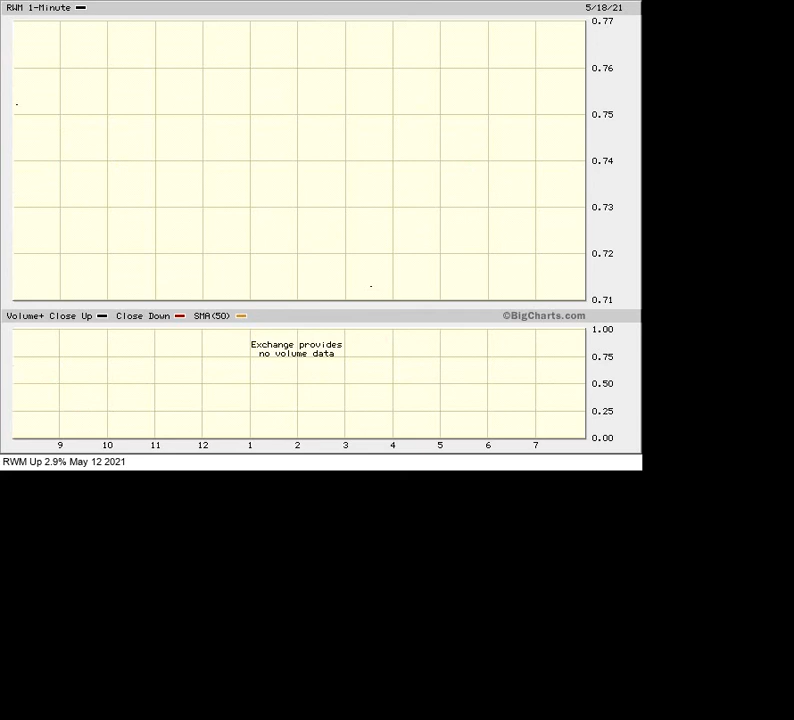 RWM 1-Minute 5/18/21
0.77
0.76
0.75
0.74
0.73
0.72
0.71
Volume+ Close Up Close Down SMA(50) ©BigCharts.com
1.00
Exchange provides
no volume data
0.75
0.50
0.25
0.00
9 10 11 12 1 2 3 4 5 6 7
RWM Up 2.9% May 12 2021